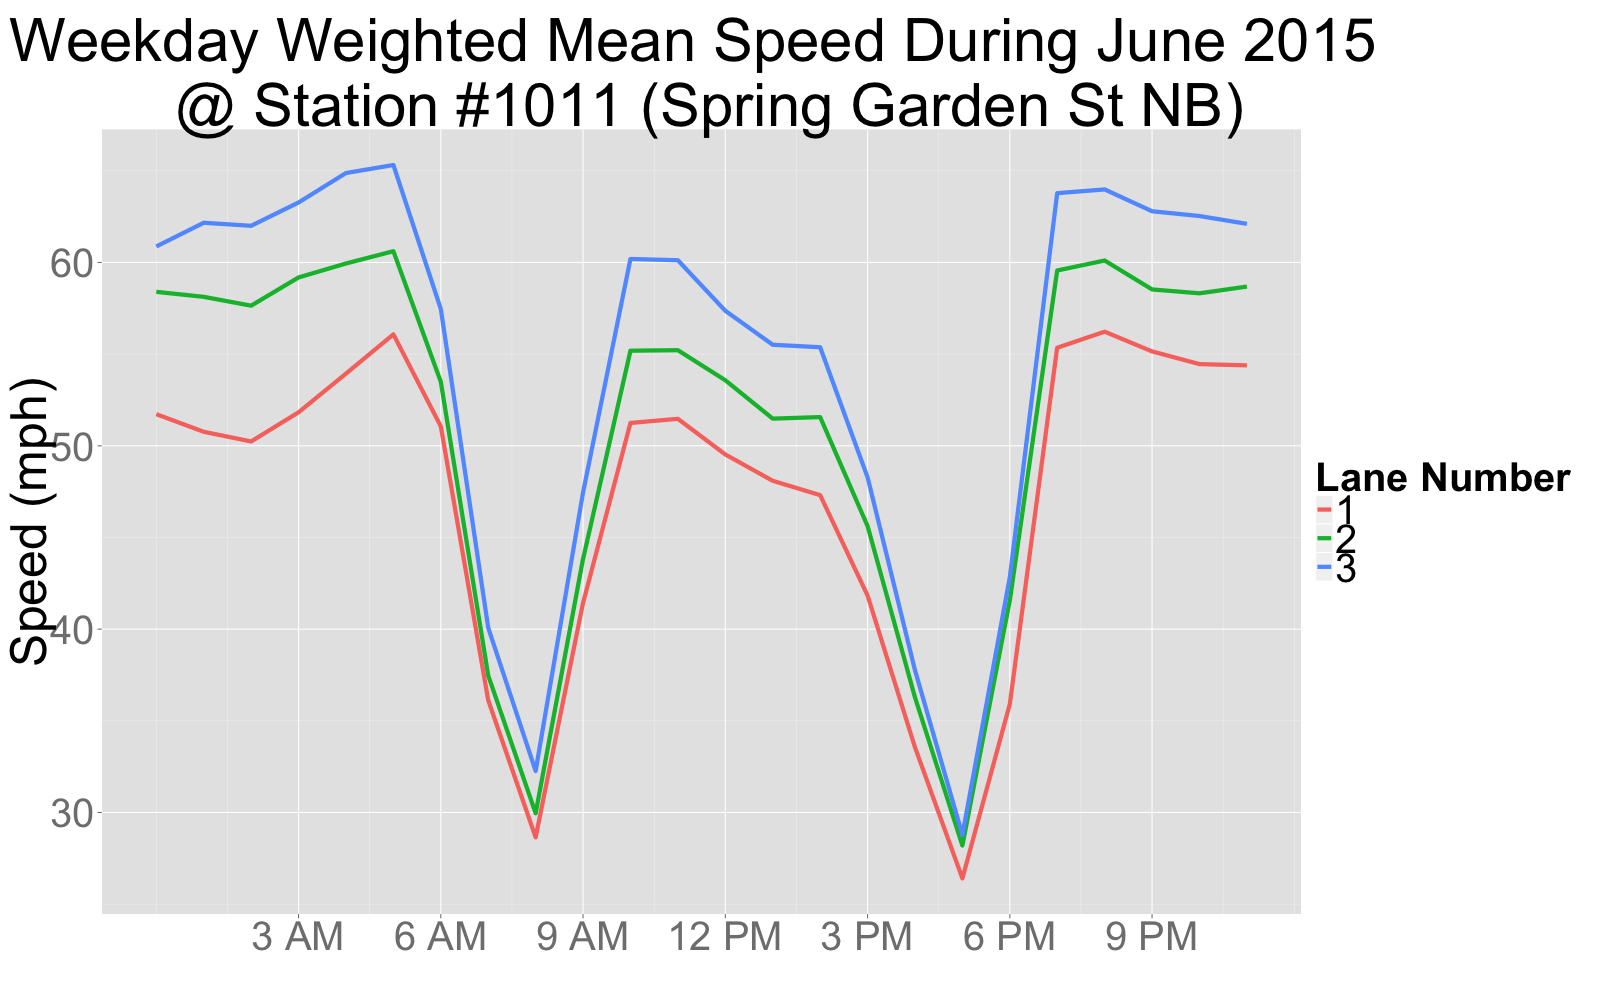 Weekday Weighted Mean Speed During June 2015
@ Station #1011 (Spring Garden St NB)
Speed (mph)
60
50
40
30
3 AM 6 AM 9 AM 12 PM 3 PM 6 PM 9 PM
Lane Number
1
2
3